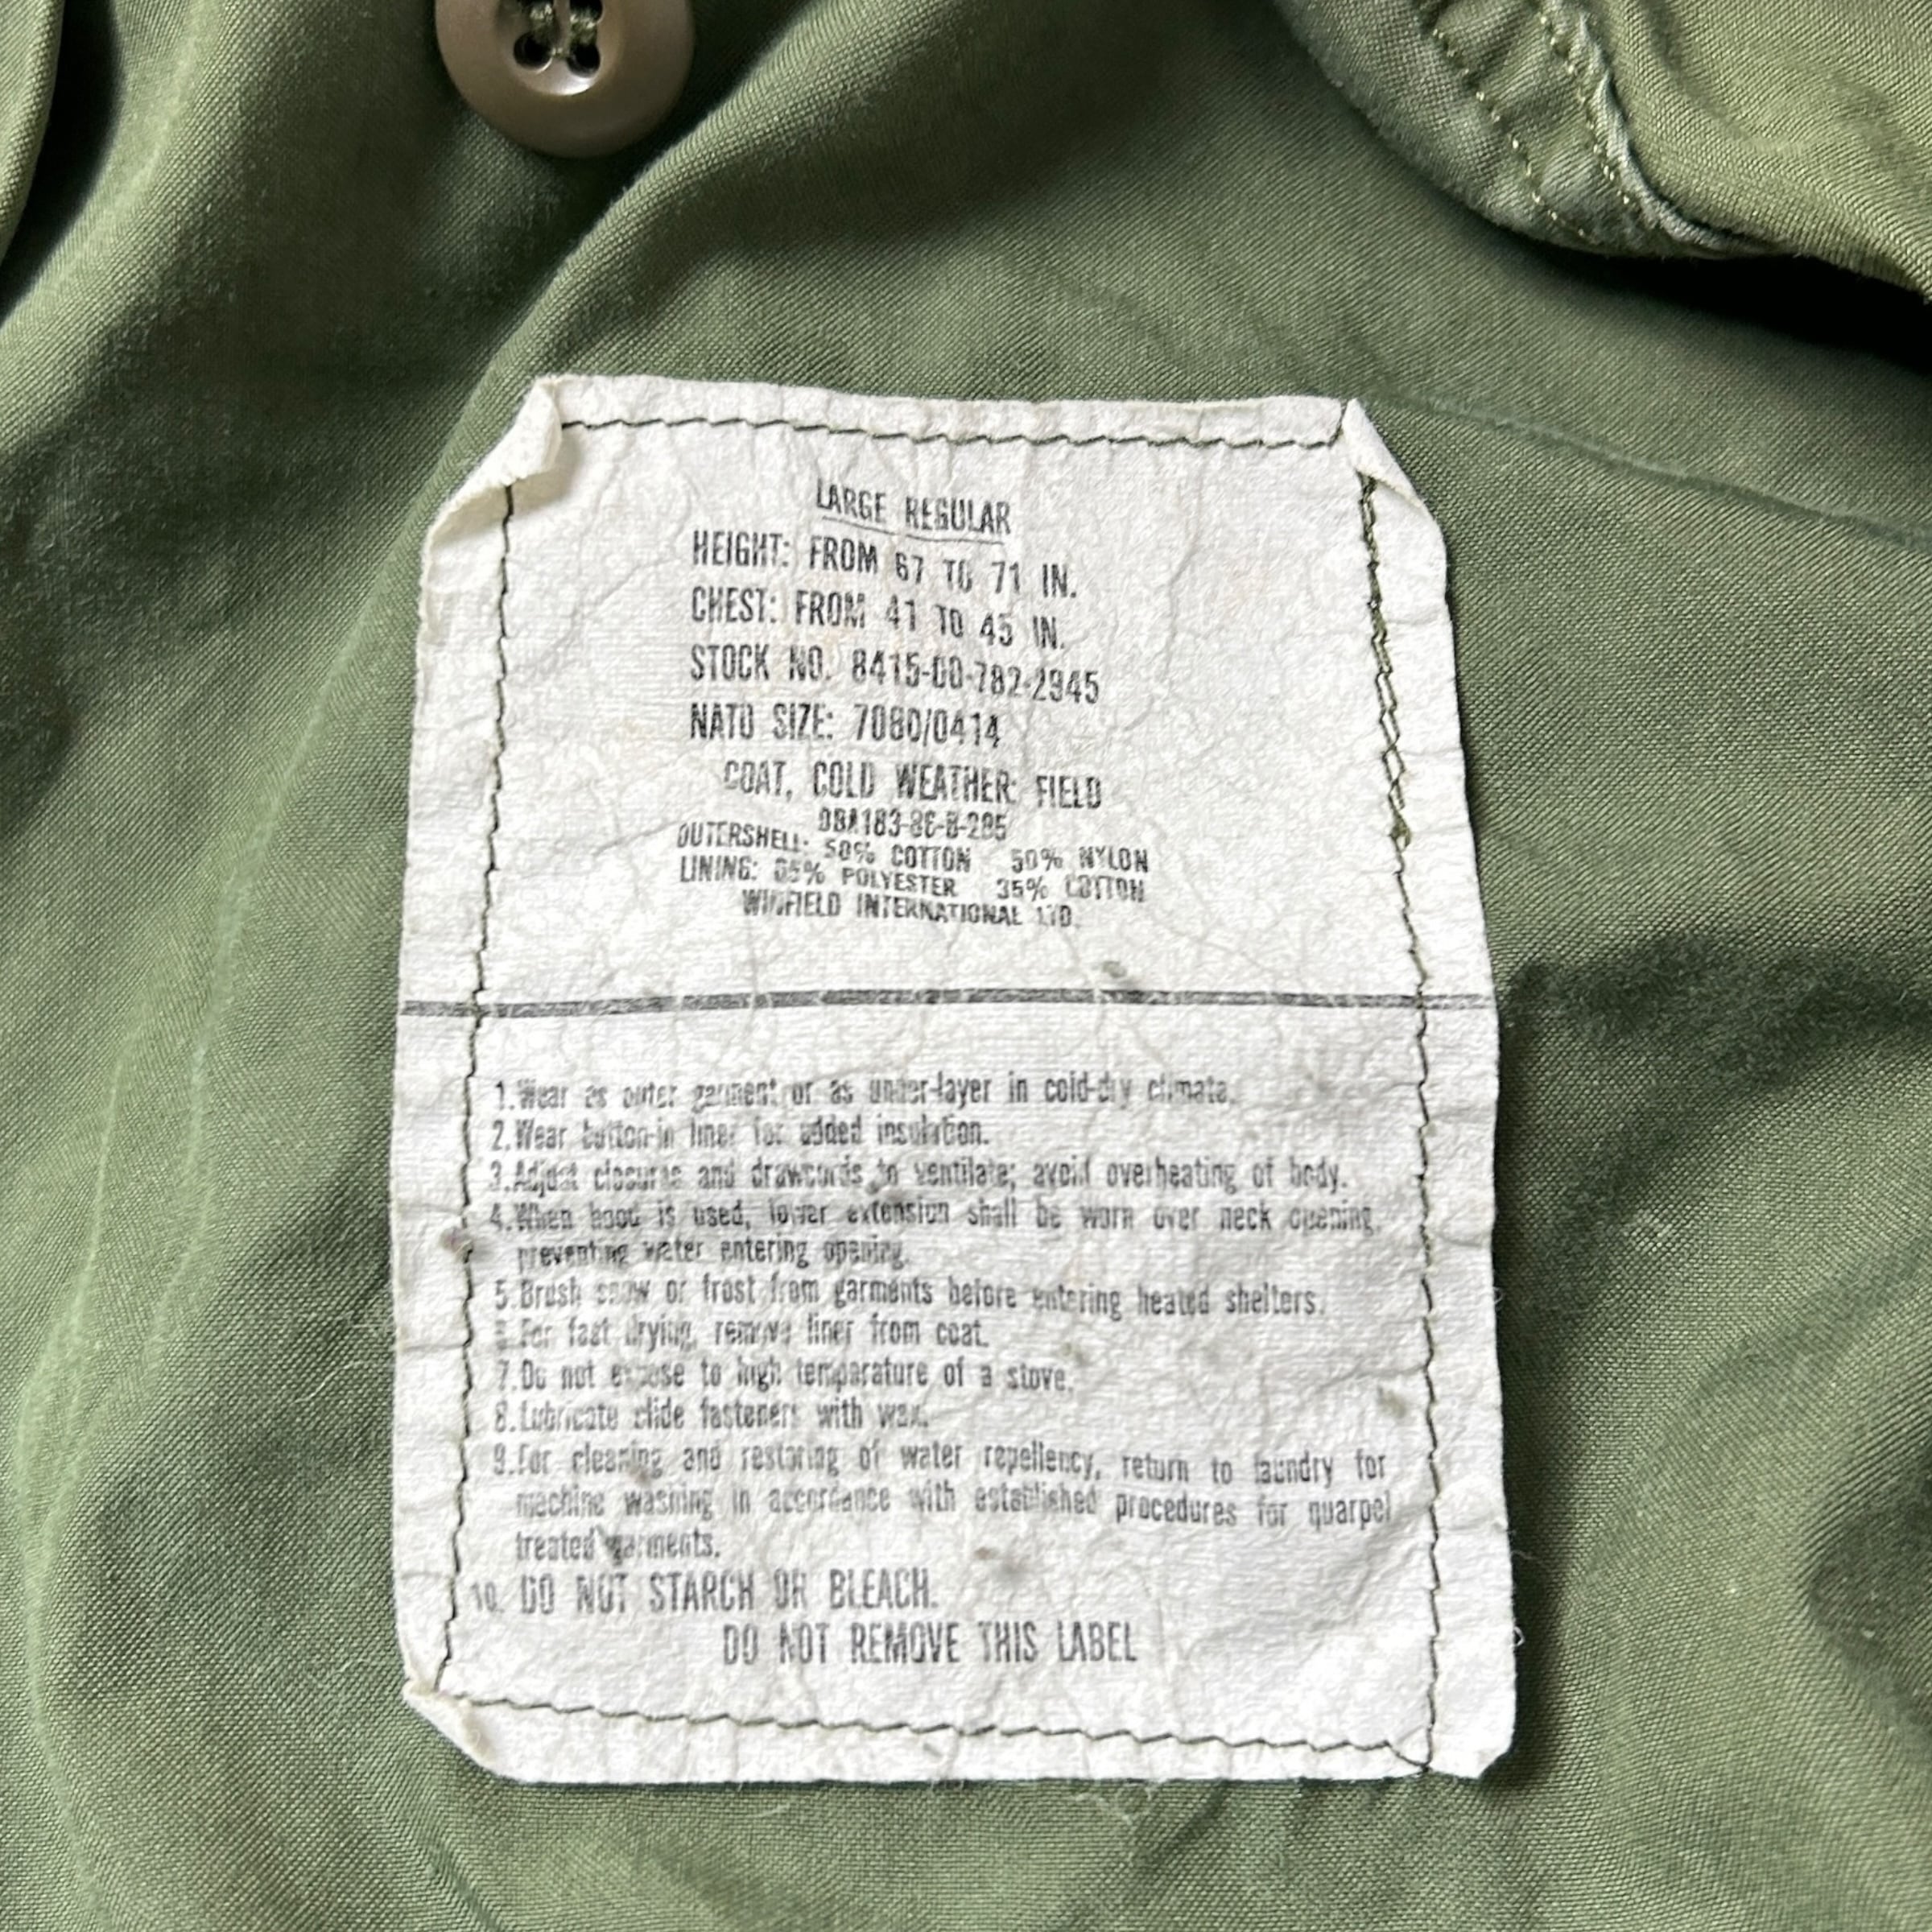 LARGE REGULAR
HEIGHT: FROM 67 TO 71 IN.
CHEST: FROM 41 TO 45 IN.
STOCK NO. 8415-00-782-2945
NATO SIZE: 7080/0414
COAT, COLD WEATHER: FIELD
OUTERSHELL: 50% COTTON 50% NYLON
LINING: 65% POLYESTER 35% COTTON
WINFIELD INTERNATIONAL LTD.
1.Wear as outer garment or as under-layer in cold-dry climate.
2.Wear button-in liner for added insulation.
3.Adjust closures and drawcords to ventilate; avoid overheating of body.
4.When hood is used, lower extension shall be worn over neck opening,
preventing water entering opening.
5.Brush snow or frost from garments before entering heated shelters.
6.For fast drying, remove liner from coat.
7.Do not expose to high temperature of a stove.
8.Lubricate slide fasteners with wax.
9.For cleaning and restoring of water repellency, return to laundry for
machine washing in accordance with established procedures for quarpel
treated garments.
10. DO NOT STARCH OR BLEACH.
DO NOT REMOVE THIS LABEL